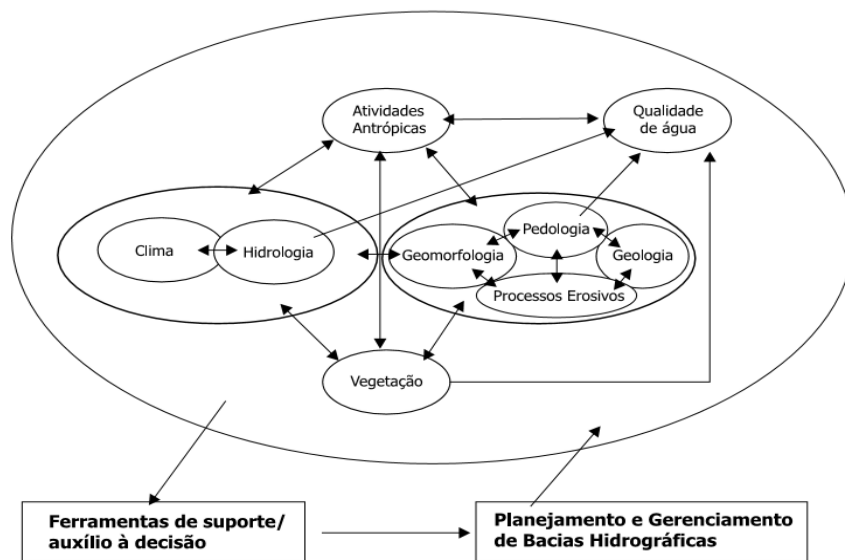 Atividades
Antrópicas
Qualidade
de água
Clima
Hidrologia
Geomorfologia
Pedologia
Geologia
Processos Erosivos
Vegetação
Ferramentas de suporte/
auxílio à decisão
Planejamento e Gerenciamento
de Bacias Hidrográficas